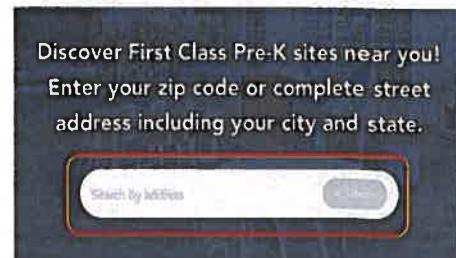 Discover First Class Pre-K sites near you!
Enter your zip code or complete street
address including your city and state.
Search by address